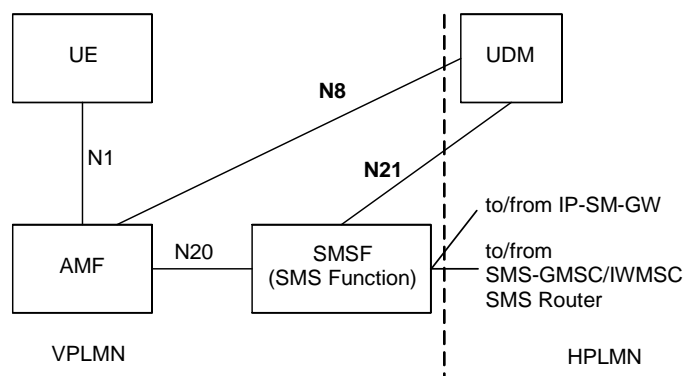 UE
UDM
N8
N1
N21
to/from IP-SM-GW
AMF
N20
SMSF
(SMS Function)
to/from
SMS-GMSC/IWMSC
SMS Router
VPLMN
HPLMN